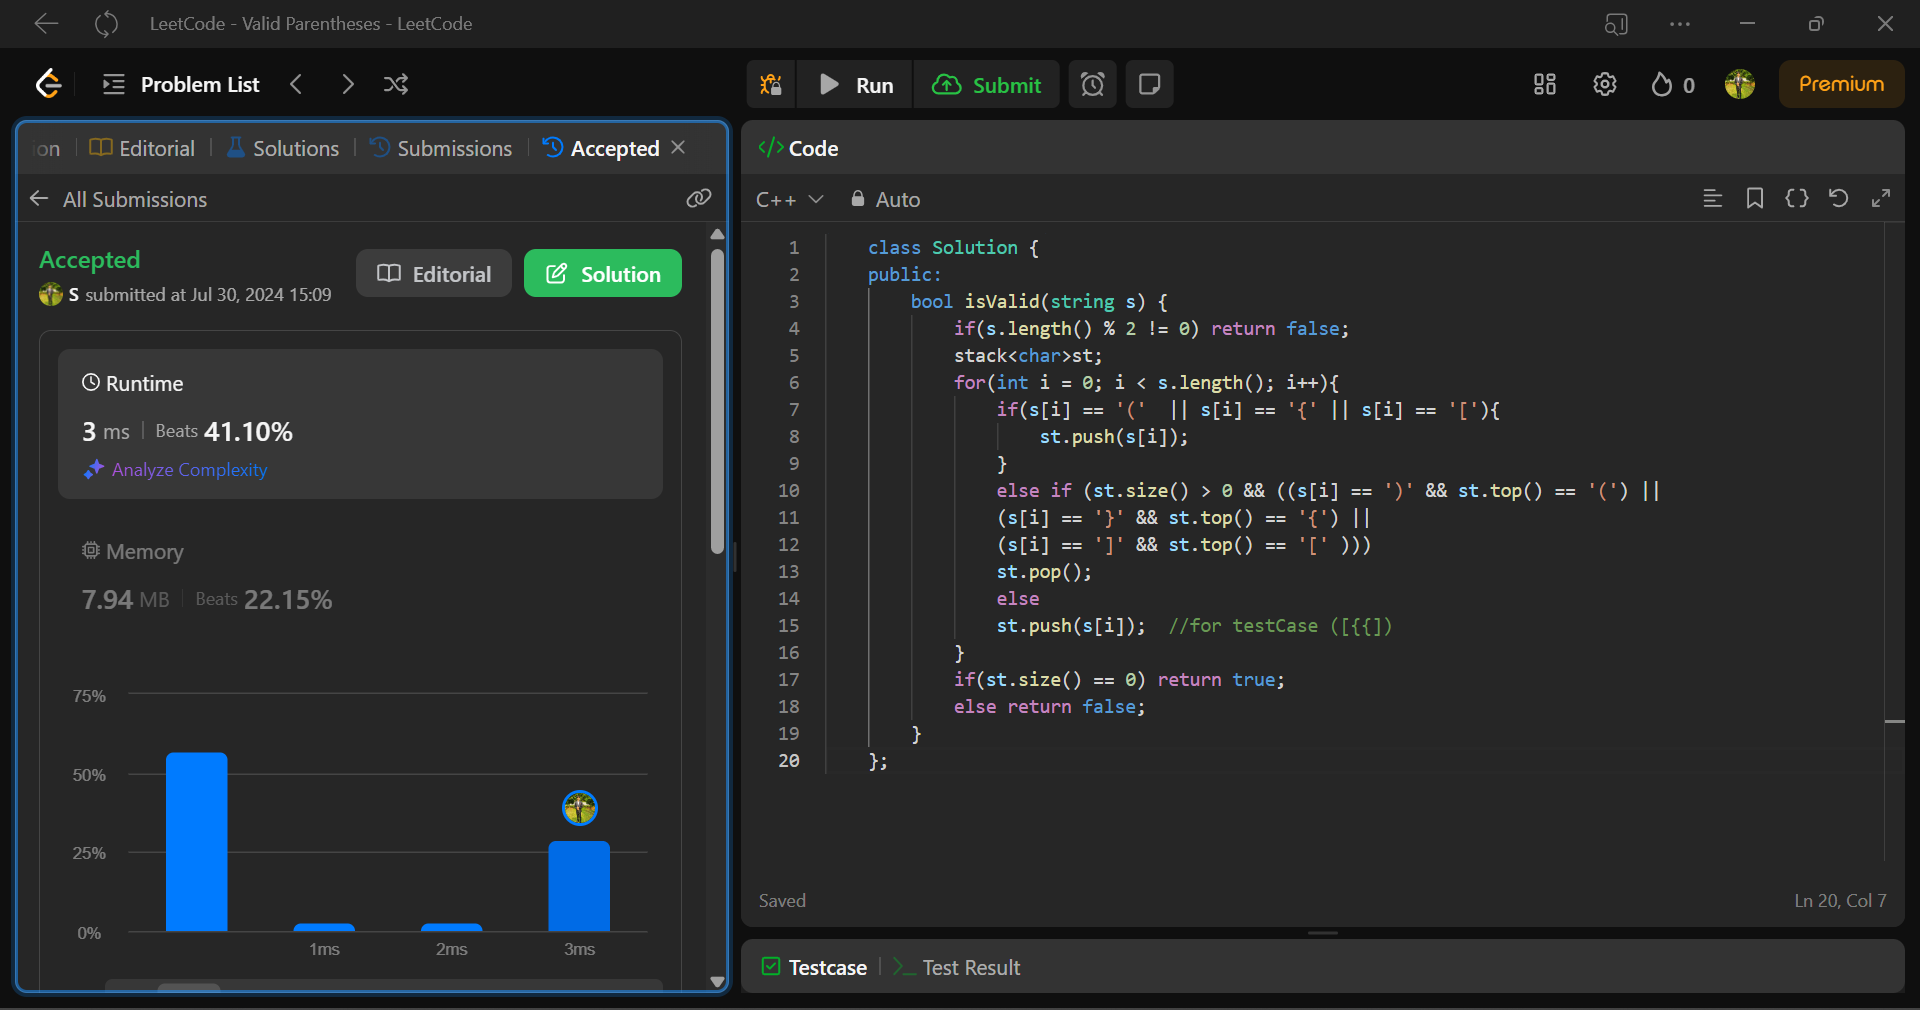 LeetCode - Valid Parentheses - LeetCode
Problem List
Run
Submit
0
Premium
ion
Editorial
Solutions
Submissions
Accepted
All Submissions
Accepted
S submitted at Jul 30, 2024 15:09
Editorial
Solution
Runtime
3 ms
Beats 41.10%
Analyze Complexity
Memory
7.94 MB
Beats 22.15%
75%
50%
25%
0%
1ms
2ms
3ms
</> Code
C++
Auto
1 class Solution {
2 public:
3 bool isValid(string s) {
4 if(s.length() % 2 != 0) return false;
5 stack<char>st;
6 for(int i = 0; i < s.length(); i++){
7 if(s[i] == '('  || s[i] == '{' || s[i] == '['){
8 st.push(s[i]);
9 }
10 else if (st.size() > 0 && ((s[i] == ')' && st.top() == '(') ||
11 (s[i] == '}' && st.top() == '{') ||
12 (s[i] == ']' && st.top() == '[' )))
13 st.pop();
14 else
15 st.push(s[i]);  //for testCase ([{{])
16 }
17 if(st.size() == 0) return true;
18 else return false;
19 }
20 };
Saved
Ln 20, Col 7
Testcase
Test Result